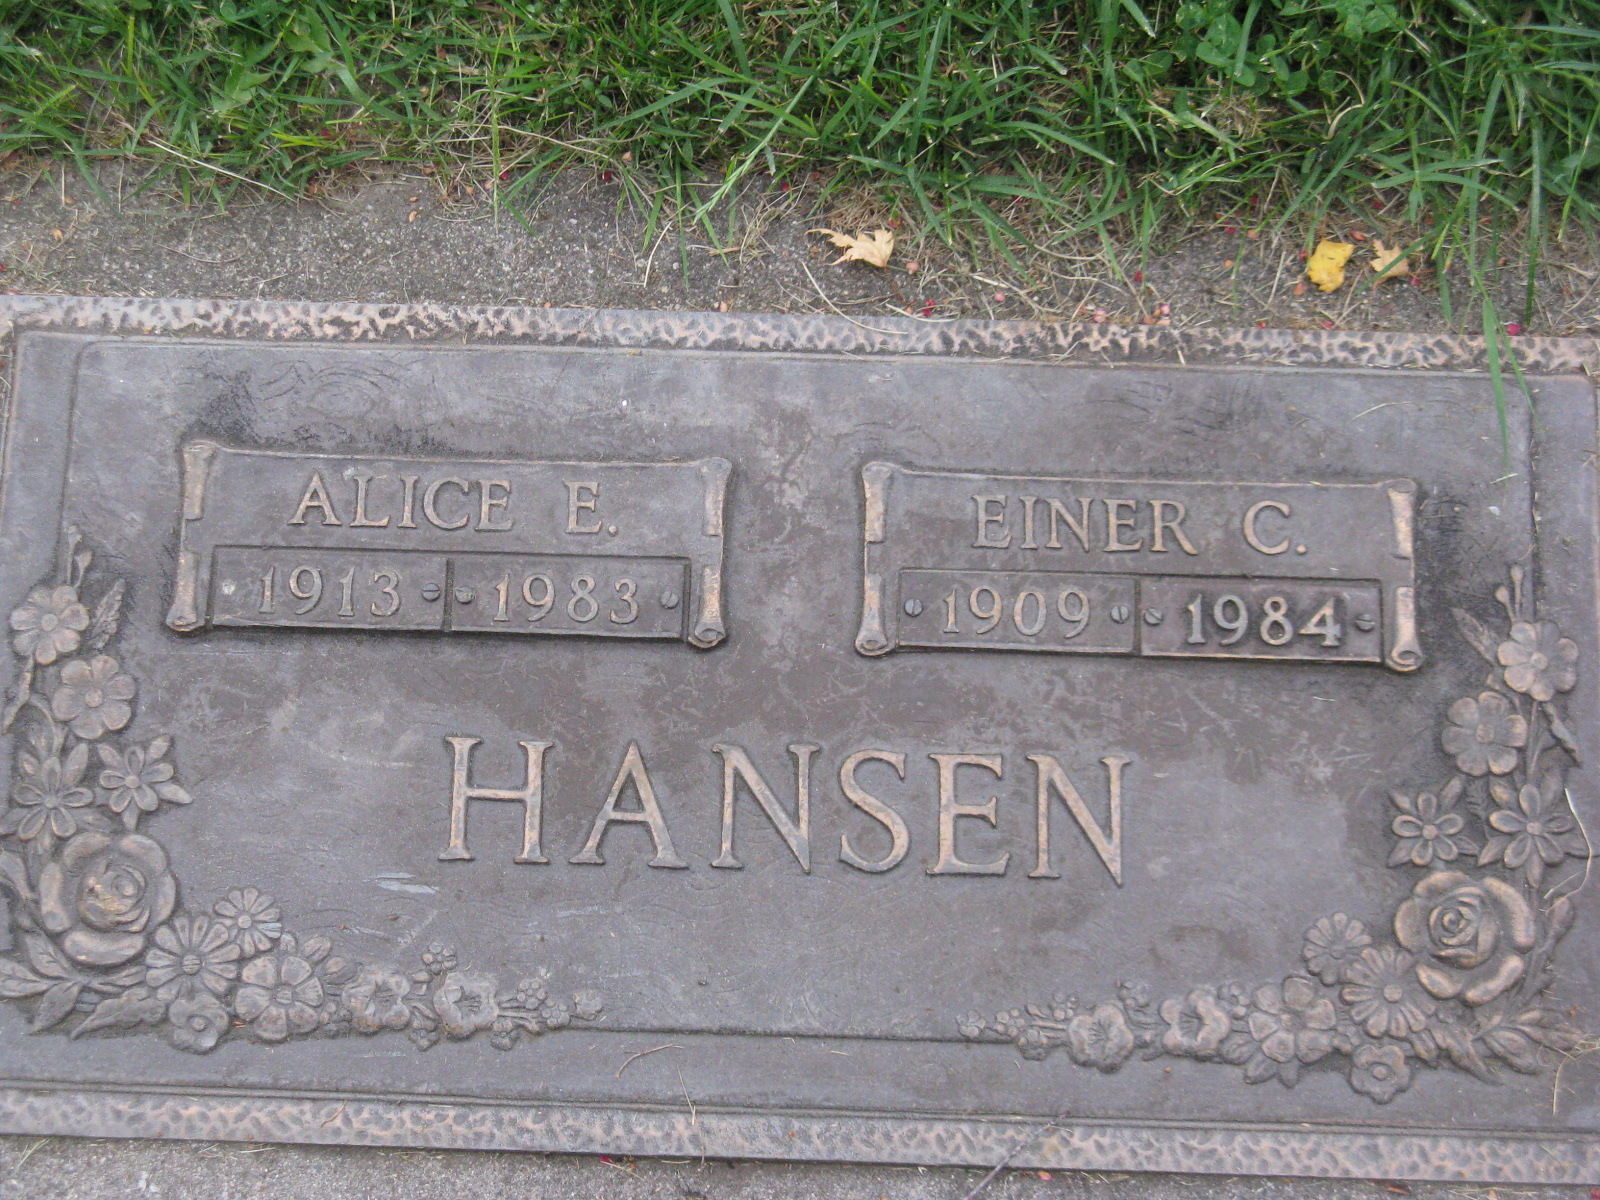 ALICE E.
1913 1983
EINER C.
1909 1984
HANSEN